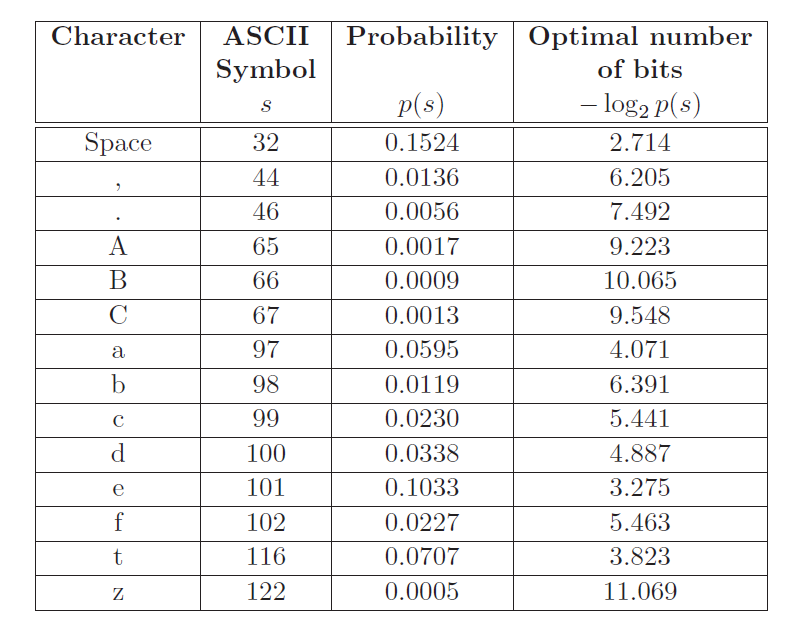 Character ASCII Probability Optimal number
Symbol of bits
s p(s) − log₂ p(s)
Space 32 0.1524 2.714
, 44 0.0136 6.205
. 46 0.0056 7.492
A 65 0.0017 9.223
B 66 0.0009 10.065
C 67 0.0013 9.548
a 97 0.0595 4.071
b 98 0.0119 6.391
c 99 0.0230 5.441
d 100 0.0338 4.887
e 101 0.1033 3.275
f 102 0.0227 5.463
t 116 0.0707 3.823
z 122 0.0005 11.069